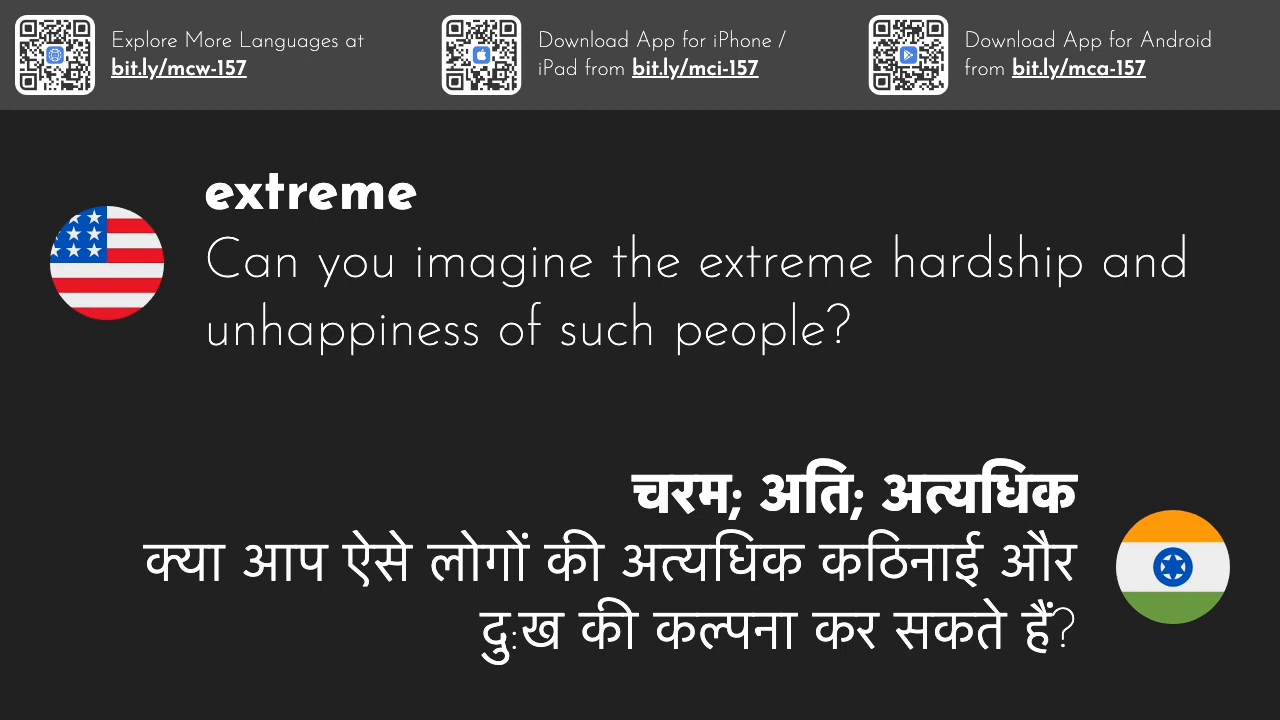 Explore More Languages at
bit.ly/mcw-157
Download App for iPhone /
iPad from bit.ly/mci-157
Download App for Android
from bit.ly/mca-157
extreme
Can you imagine the extreme hardship and
unhappiness of such people?
चरम; अति; अत्यधिक
क्या आप ऐसे लोगों की अत्यधिक कठिनाई और
दु:ख की कल्पना कर सकते हैं?